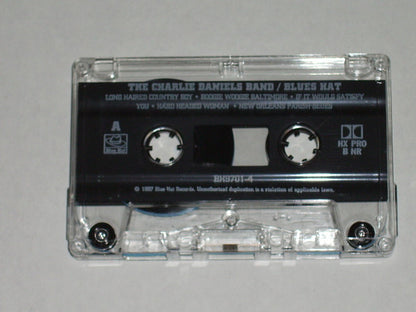 THE CHARLIE DANIELS BAND / BLUES HAT
LONG HAIRED COUNTRY BOY • BOOGIE WOOGIE BALTIMORE • IF IT WOULD SATISFY
YOU • HARD HEADED WOMAN • NEW ORLEANS PARISH BLUES
A
HX PRO
B NR
Blue Hat
BH9701-4
© 1997 Blue Hat Records. Unauthorized duplication is a violation of applicable laws.